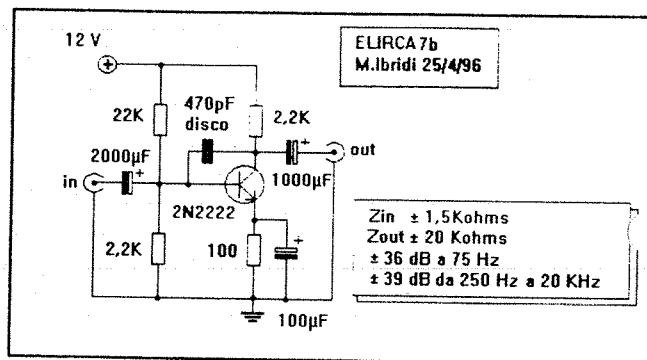 12 V
ELIRCA 7b
M.Ibridi 25/4/96
22K
470pF
disco
2,2K
2000µF
+
+
out
in
1000µF
2N2222
2,2K
100
+
100µF
Zin ± 1,5Kohms
Zout ± 20 Kohms
± 36 dB a 75 Hz
± 39 dB da 250 Hz a 20 KHz